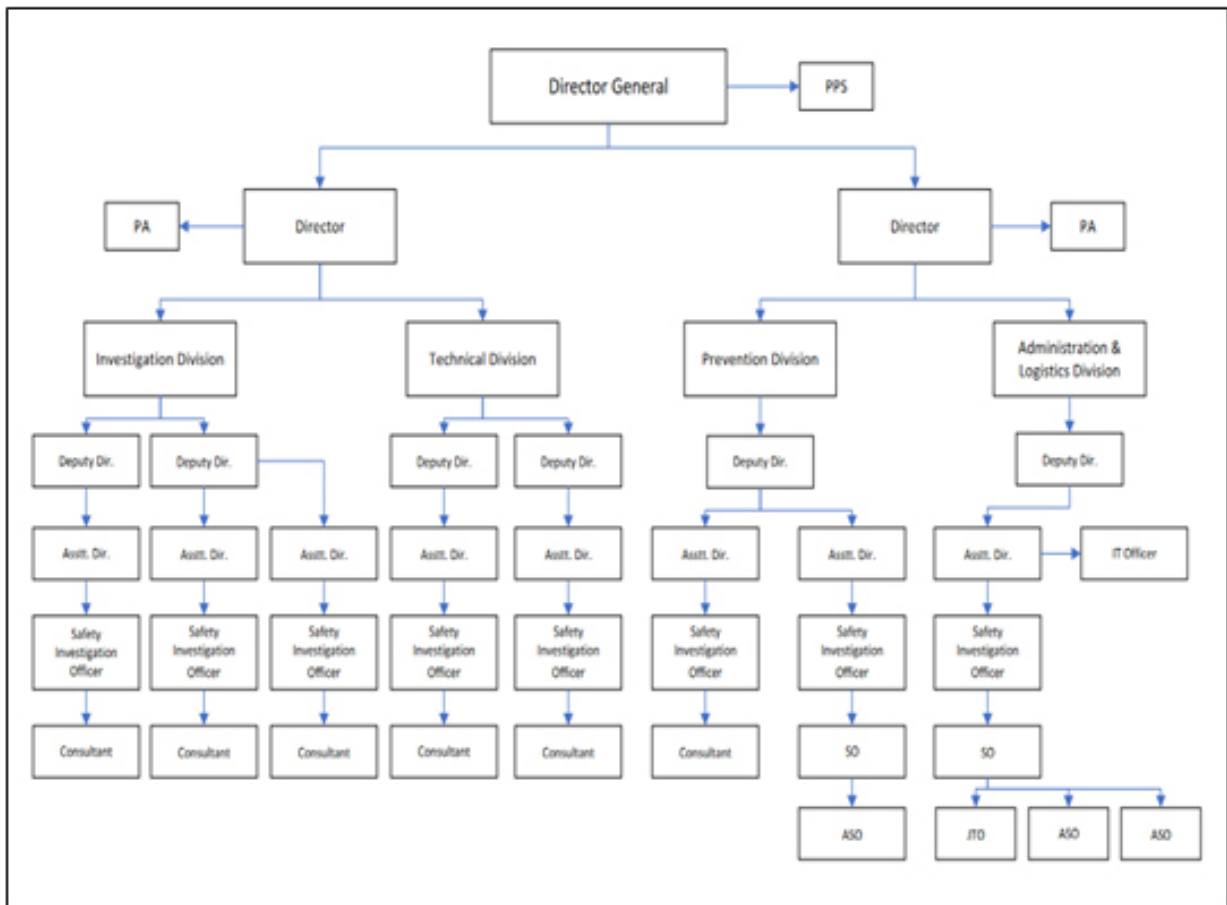 Director General
PPS
PA
Director
Director
PA
Investigation Division
Technical Division
Prevention Division
Administration &
Logistics Division
Deputy Dir.
Deputy Dir.
Deputy Dir.
Deputy Dir.
Deputy Dir.
Deputy Dir.
Asstt. Dir.
Asstt. Dir.
Asstt. Dir.
Asstt. Dir.
Asstt. Dir.
Asstt. Dir.
Asstt. Dir.
Asstt. Dir.
IT Officer
Safety
Investigation
Officer
Safety
Investigation
Officer
Safety
Investigation
Officer
Safety
Investigation
Officer
Safety
Investigation
Officer
Safety
Investigation
Officer
Safety
Investigation
Officer
Safety
Investigation
Officer
Consultant
Consultant
Consultant
Consultant
Consultant
Consultant
SO
SO
ASO
JTO
ASO
ASO